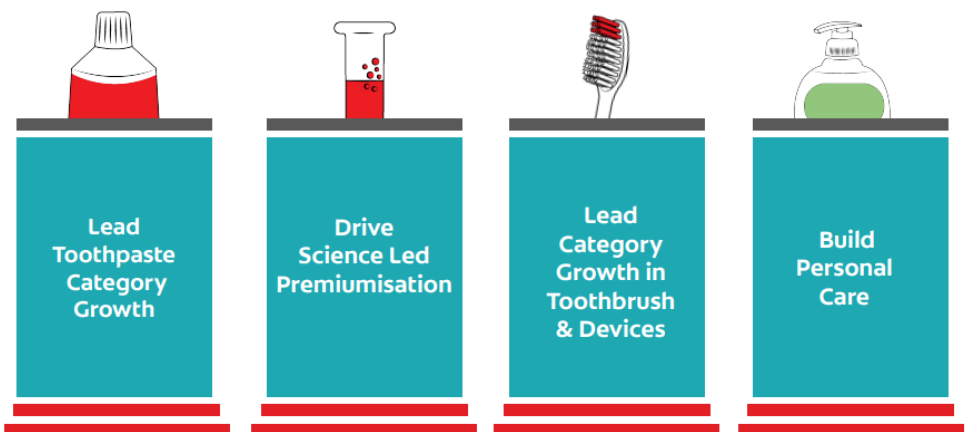 Lead
Toothpaste
Category
Growth
Drive
Science Led
Premiumisation
Lead
Category
Growth in
Toothbrush
& Devices
Build
Personal
Care